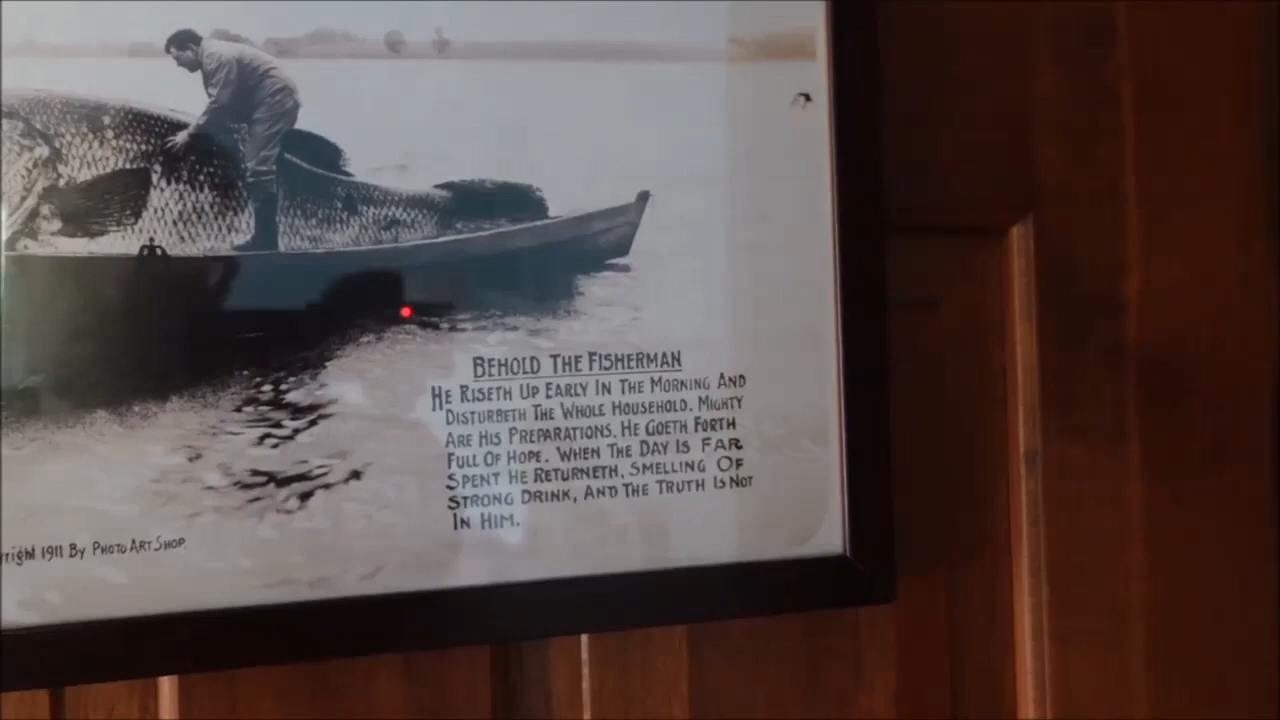 BEHOLD THE FISHERMAN
HE RISETH UP EARLY IN THE MORNING AND
DISTURBETH THE WHOLE HOUSEHOLD. MIGHTY
ARE HIS PREPARATIONS. HE GOETH FORTH
FULL OF HOPE. WHEN THE DAY IS FAR
SPENT HE RETURNETH, SMELLING OF
STRONG DRINK, AND THE TRUTH IS NOT
IN HIM.
right 1911 BY PHOTO ART SHOP.